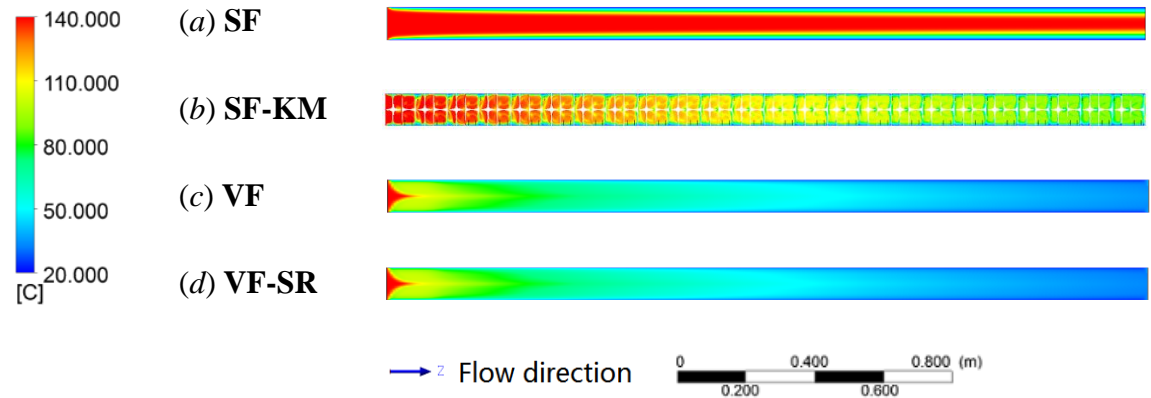 140.000
110.000
80.000
50.000
20.000
[C]
(a) SF
(b) SF-KM
(c) VF
(d) VF-SR
Z Flow direction
0 0.400 0.800 (m)
0.200 0.600